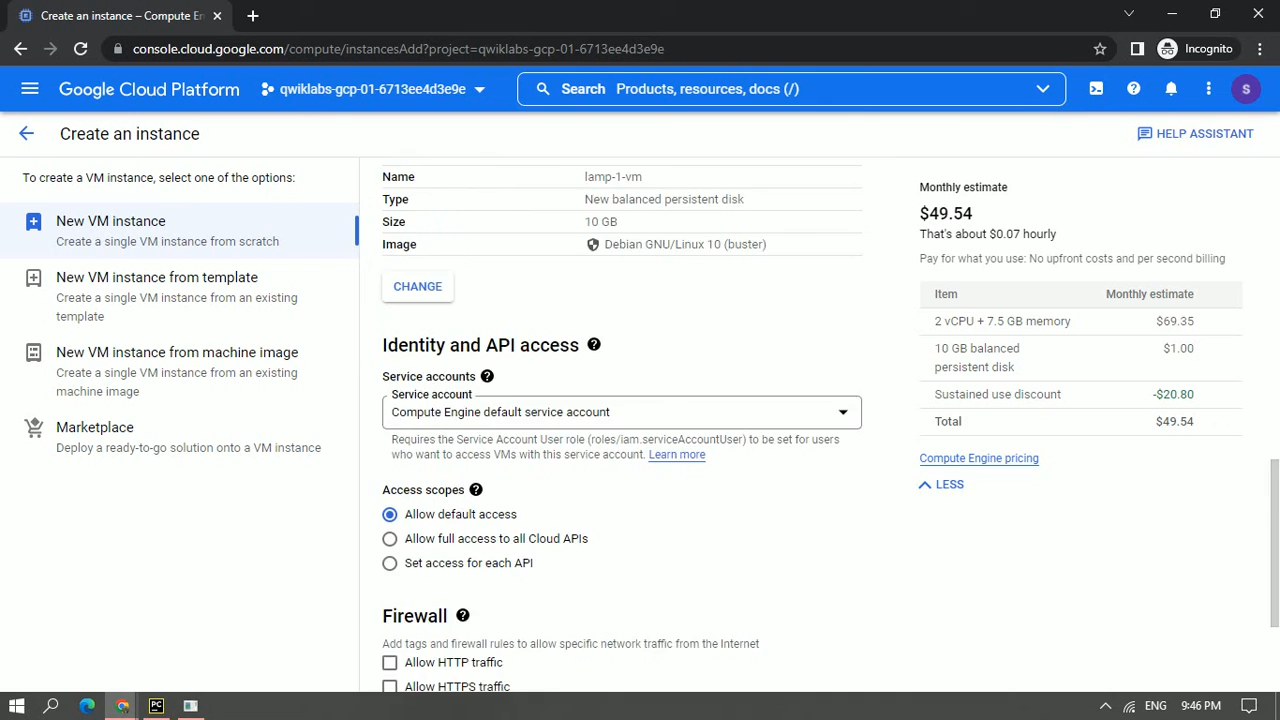 Create an instance – Compute En
console.cloud.google.com/compute/instancesAdd?project=qwiklabs-gcp-01-6713ee4d3e9e
Incognito
Google Cloud Platform
qwiklabs-gcp-01-6713ee4d3e9e
Search Products, resources, docs (/)
S
Create an instance
HELP ASSISTANT
To create a VM instance, select one of the options:
New VM instance
Create a single VM instance from scratch
New VM instance from template
Create a single VM instance from an existing
template
New VM instance from machine image
Create a single VM instance from an existing
machine image
Marketplace
Deploy a ready-to-go solution onto a VM instance
Name lamp-1-vm
Type New balanced persistent disk
Size 10 GB
Image Debian GNU/Linux 10 (buster)
CHANGE
Identity and API access
Service accounts
Service account
Compute Engine default service account
Requires the Service Account User role (roles/iam.serviceAccountUser) to be set for users
who want to access VMs with this service account. Learn more
Access scopes
Allow default access
Allow full access to all Cloud APIs
Set access for each API
Firewall
Add tags and firewall rules to allow specific network traffic from the Internet
Allow HTTP traffic
Allow HTTPS traffic
Monthly estimate
$49.54
That's about $0.07 hourly
Pay for what you use: No upfront costs and per second billing
Item Monthly estimate
2 vCPU + 7.5 GB memory $69.35
10 GB balanced $1.00
persistent disk
Sustained use discount -$20.80
Total $49.54
Compute Engine pricing
LESS
PC
ENG 9:46 PM